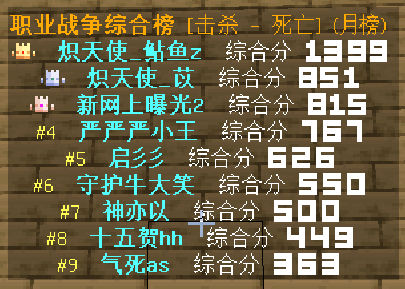 职业战争综合榜 [击杀 - 死亡] (月榜)
炽天使_鲇鱼z 综合分 1399
炽天使_苡 综合分 851
新网上曝光2 综合分 815
#4 严严严小王 综合分 767
#5 启彡彡 综合分 626
#6 守护牛大笑 综合分 550
#7 神亦以 综合分 500
#8 十五贺hh 综合分 449
#9 气死as 综合分 363